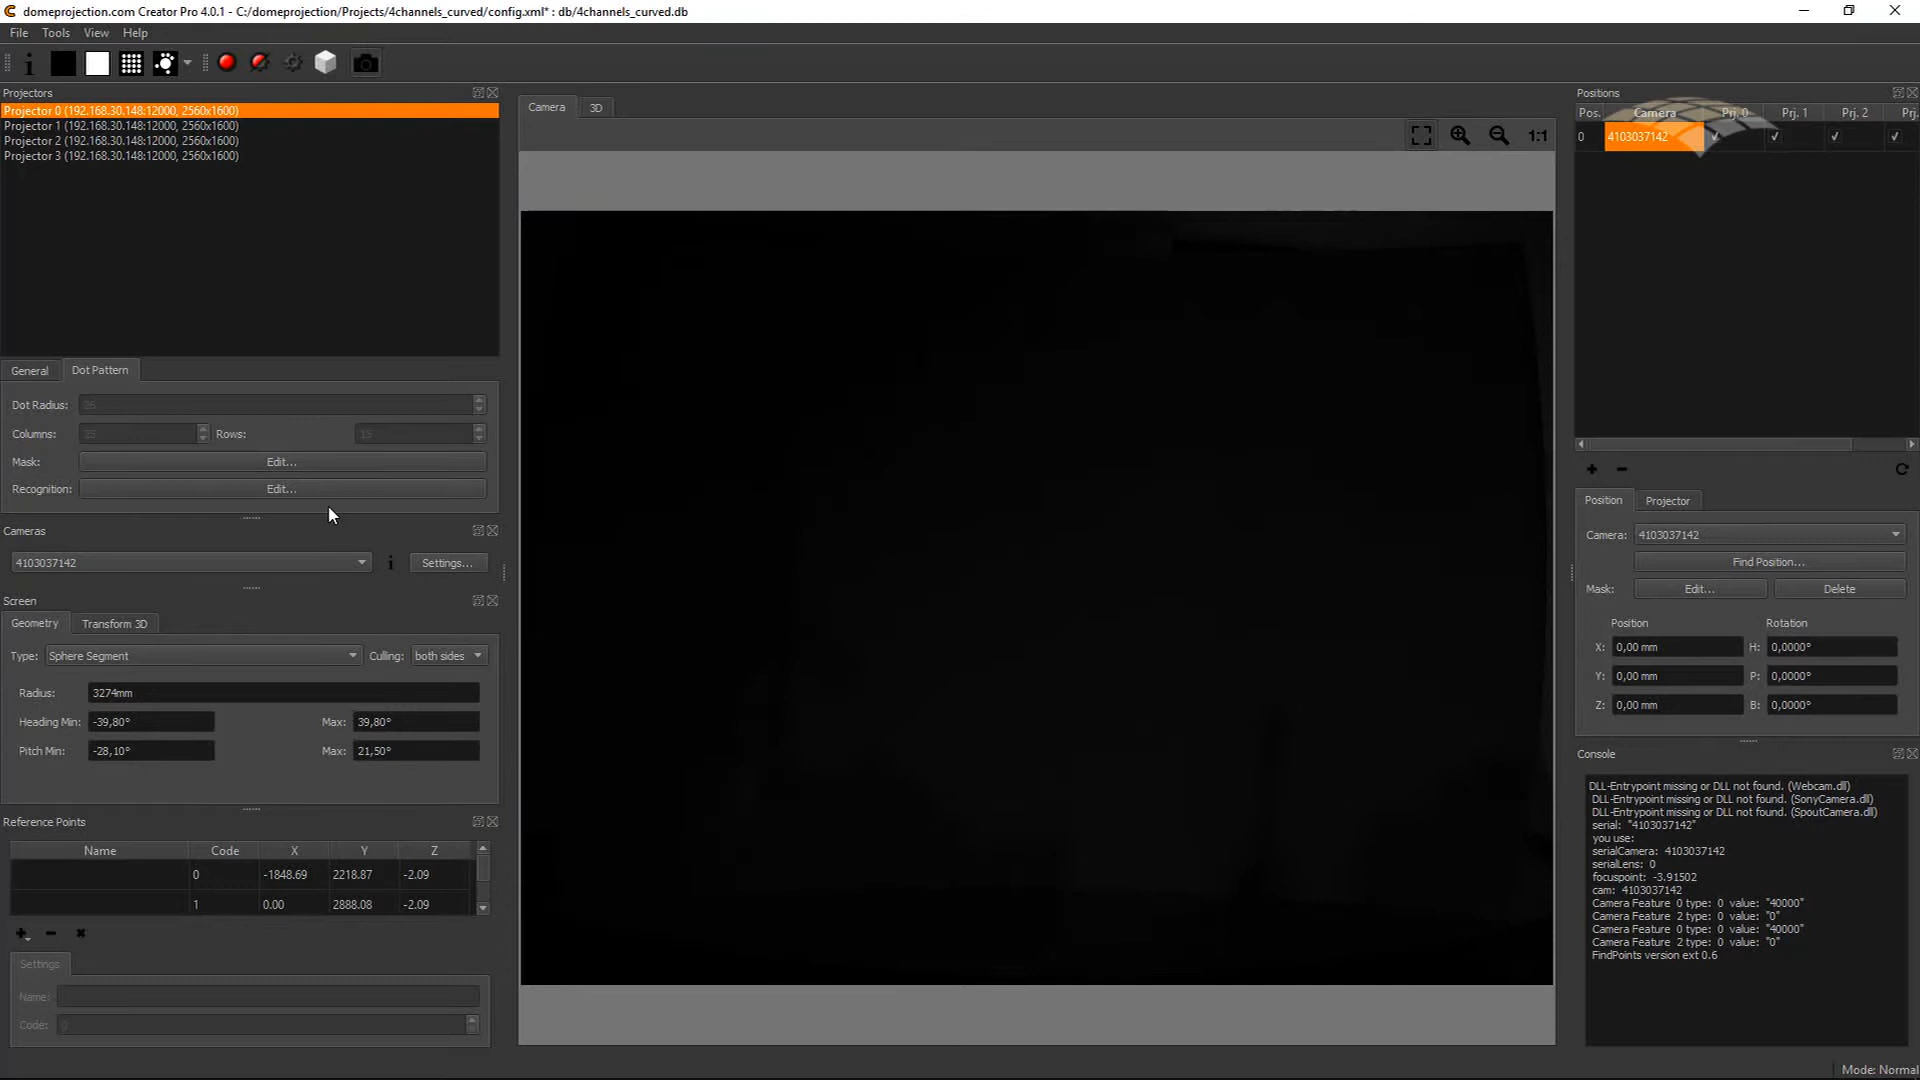 domeprojection.com Creator Pro 4.0.1 - C:/domeprojection/Projects/4channels_curved/config.xml* : db/4channels_curved.db
File Tools View Help
Projectors
Projector 0 (192.168.30.148:12000, 2560x1600)
Projector 1 (192.168.30.148:12000, 2560x1600)
Projector 2 (192.168.30.148:12000, 2560x1600)
Projector 3 (192.168.30.148:12000, 2560x1600)
General Dot Pattern
Dot Radius: 26
Columns: 25 Rows: 15
Mask: Edit...
Recognition: Edit...
Cameras
4103037142 Settings...
Screen
Geometry Transform 3D
Type: Sphere Segment Culling: both sides
Radius: 3274mm
Heading Min: -39,80° Max: 39,80°
Pitch Min: -28,10° Max: 21,50°
Reference Points
Name Code X Y Z
0 -1848.69 2218.87 -2.09
1 0.00 2888.08 -2.09
Settings
Name:
Code: 0
Camera 3D
1:1
Positions
Pos. Camera Prj. 0 Prj. 1 Prj. 2 Prj.
0 4103037142
Position Projector
Camera: 4103037142
Find Position...
Mask: Edit... Delete
Position Rotation
X: 0,00 mm H: 0,0000°
Y: 0,00 mm P: 0,0000°
Z: 0,00 mm B: 0,0000°
Console
DLL-Entrypoint missing or DLL not found. (Webcam.dll)
DLL-Entrypoint missing or DLL not found. (SonyCamera.dll)
DLL-Entrypoint missing or DLL not found. (SpoutCamera.dll)
serial: "4103037142"
you use:
serialCamera: 4103037142
serialLens: 0
focuspoint: -3.91502
cam: 4103037142
Camera Feature 0 type: 0 value: "40000"
Camera Feature 2 type: 0 value: "0"
Camera Feature 0 type: 0 value: "40000"
Camera Feature 2 type: 0 value: "0"
FindPoints version ext 0.6
Mode: Normal